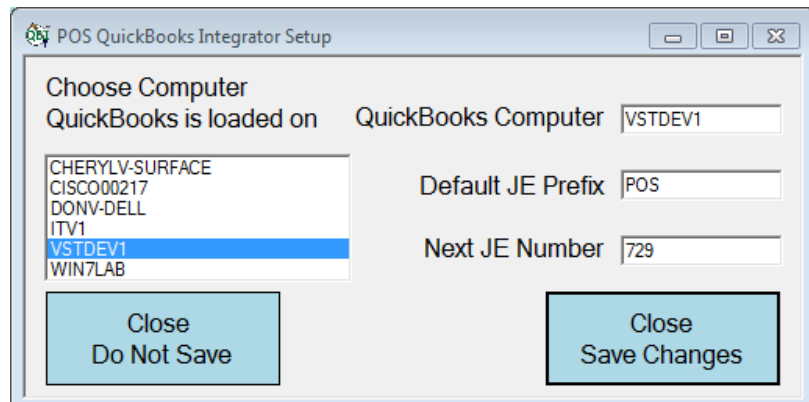 POS QuickBooks Integrator Setup
Choose Computer
QuickBooks is loaded on
CHERYLV-SURFACE
CISCO00217
DONV-DELL
ITV1
VSTDEV1
WIN7LAB
QuickBooks Computer VSTDEV1
Default JE Prefix POS
Next JE Number 729
Close
Do Not Save
Close
Save Changes